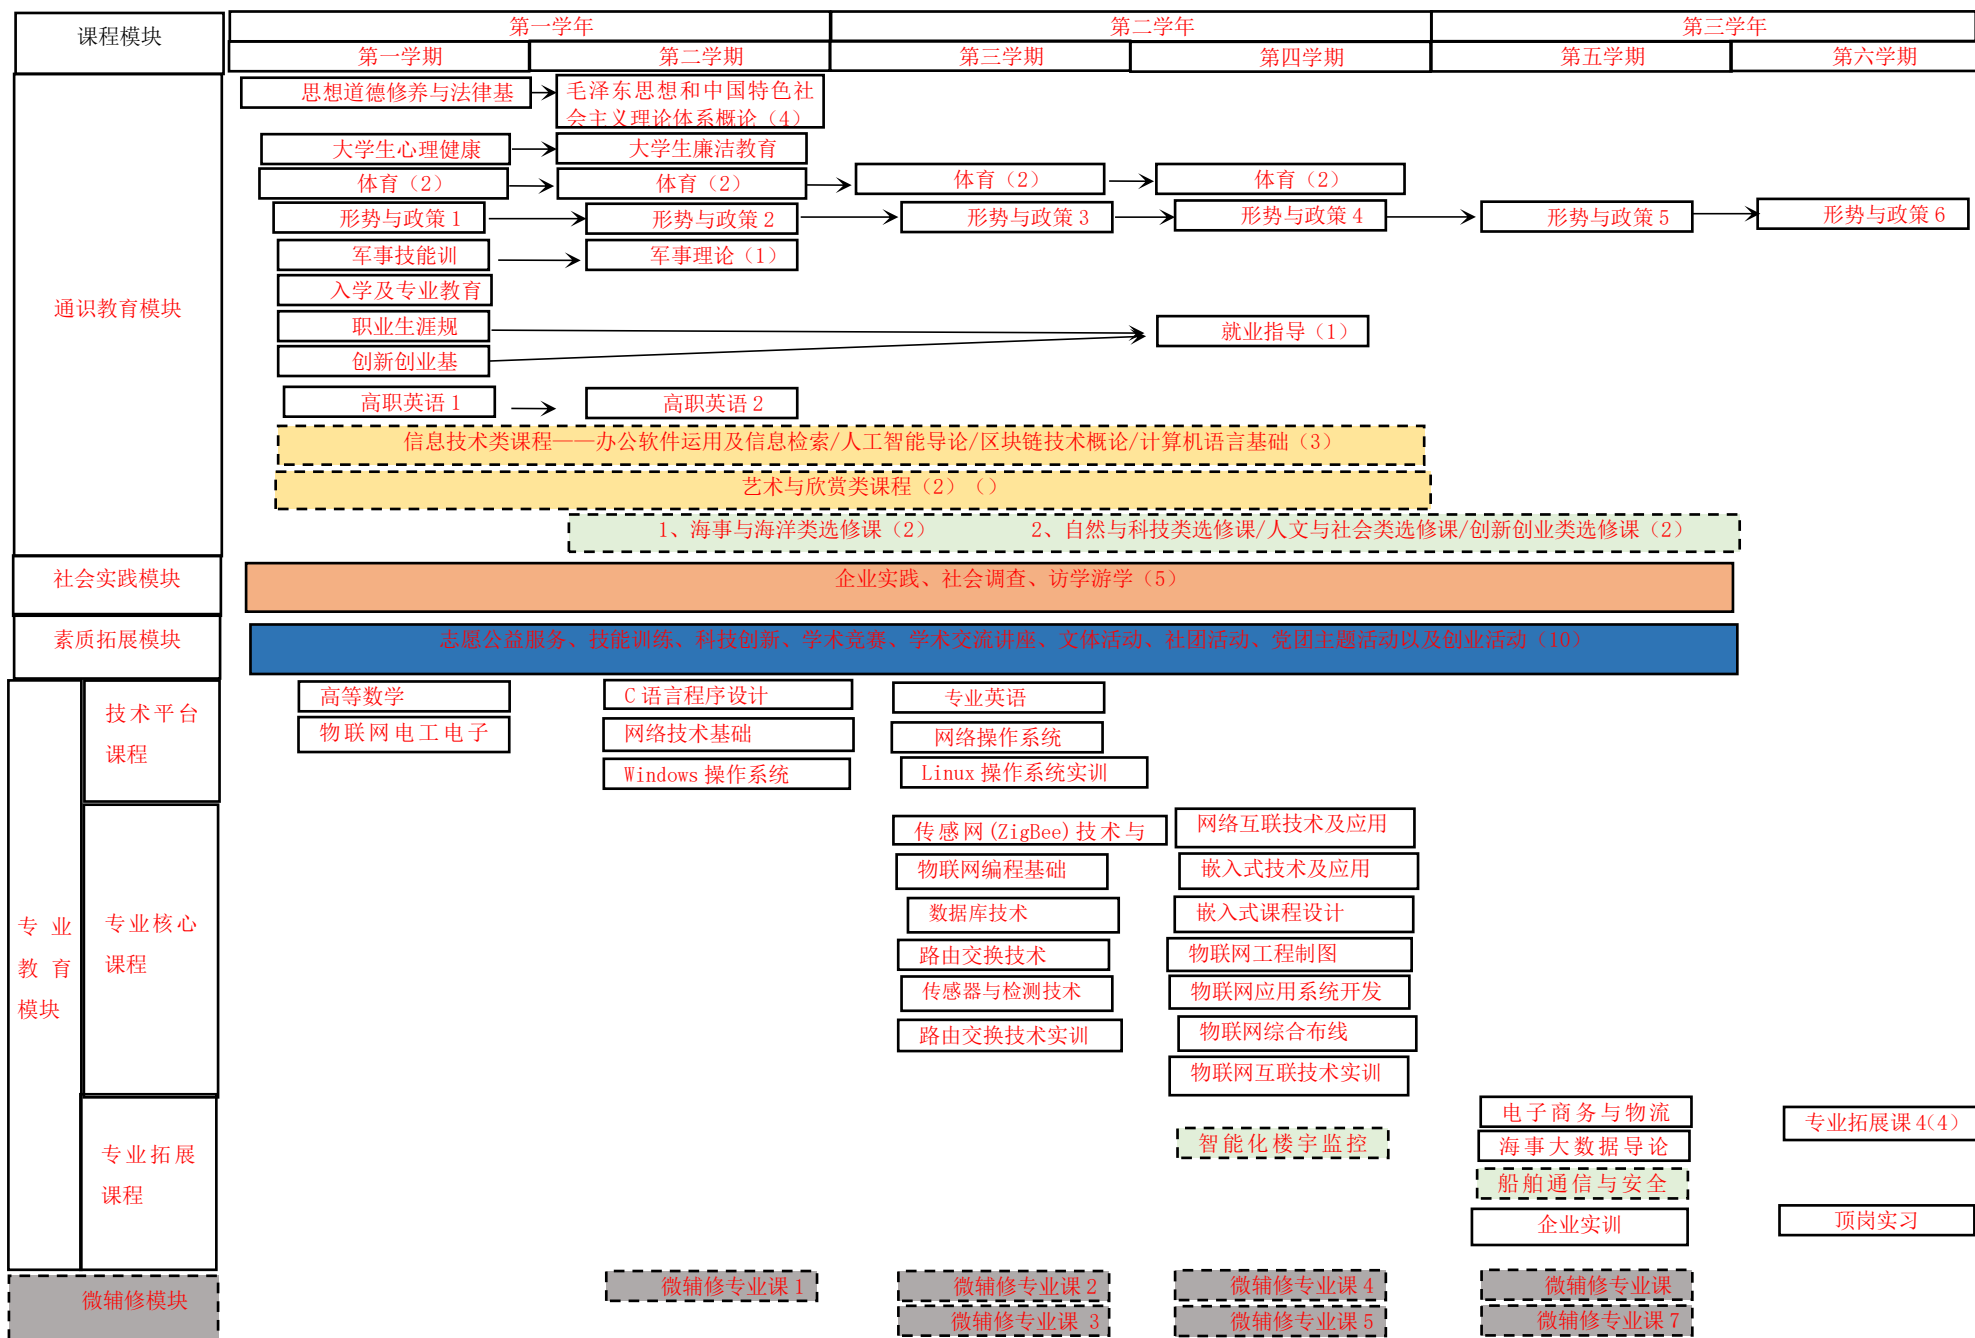 课程模块
第一学年
第二学年
第三学年
第一学期
第二学期
第三学期
第四学期
第五学期
第六学期
通识教育模块
思想道德修养与法律基
毛泽东思想和中国特色社
会主义理论体系概论（4）
大学生心理健康
大学生廉洁教育
体育（2）
体育（2）
体育（2）
体育（2）
形势与政策 1
形势与政策 2
形势与政策 3
形势与政策 4
形势与政策 5
形势与政策 6
军事技能训
军事理论（1）
入学及专业教育
职业生涯规
就业指导（1）
创新创业基
高职英语 1
高职英语 2
信息技术类课程——办公软件运用及信息检索/人工智能导论/区块链技术概论/计算机语言基础（3）
艺术与欣赏类课程（2）（）
1、海事与海洋类选修课（2） 2、自然与科技类选修课/人文与社会类选修课/创新创业类选修课（2）
社会实践模块
企业实践、社会调查、访学游学（5）
素质拓展模块
志愿公益服务、技能训练、科技创新、学术竞赛、学术交流讲座、文体活动、社团活动、党团主题活动以及创业活动（10）
专 业
教 育
模块
技术平台
课程
高等数学
C 语言程序设计
专业英语
物联网电工电子
网络技术基础
网络操作系统
Windows 操作系统
Linux 操作系统实训
专业核心
课程
传感网(ZigBee)技术与
网络互联技术及应用
物联网编程基础
嵌入式技术及应用
数据库技术
嵌入式课程设计
路由交换技术
物联网工程制图
传感器与检测技术
物联网应用系统开发
路由交换技术实训
物联网综合布线
物联网互联技术实训
专业拓展
课程
电子商务与物流
专业拓展课 4(4）
智能化楼宇监控
海事大数据导论
船舶通信与安全
企业实训
顶岗实习
微辅修模块
微辅修专业课 1
微辅修专业课 2
微辅修专业课 4
微辅修专业课
微辅修专业课 3
微辅修专业课 5
微辅修专业课 7